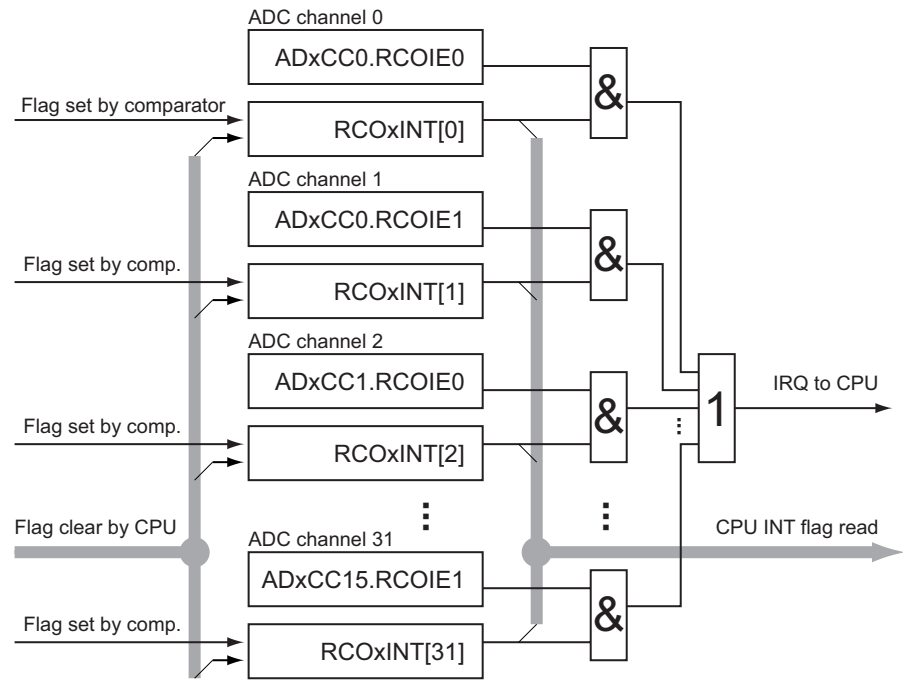 ADC channel 0
ADxCC0.RCOIE0
&
Flag set by comparator
RCOxINT[0]
ADC channel 1
ADxCC0.RCOIE1
&
Flag set by comp.
RCOxINT[1]
ADC channel 2
ADxCC1.RCOIE0
&
1
IRQ to CPU
Flag set by comp.
RCOxINT[2]
Flag clear by CPU
CPU INT flag read
ADC channel 31
ADxCC15.RCOIE1
&
Flag set by comp.
RCOxINT[31]